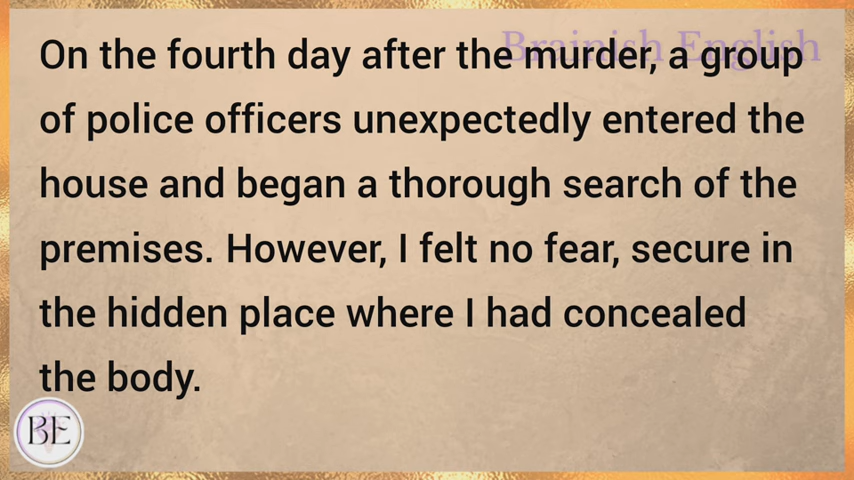 Brainish English
On the fourth day after the murder, a group
of police officers unexpectedly entered the
house and began a thorough search of the
premises. However, I felt no fear, secure in
the hidden place where I had concealed
the body.
BE